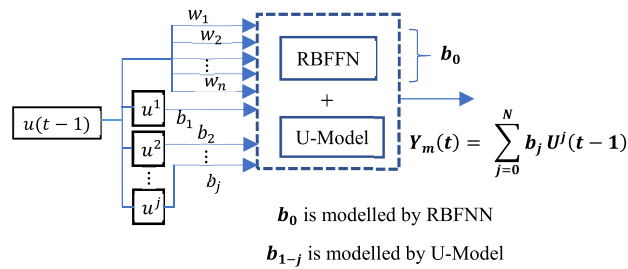 w₁
w₂
⋮
wₙ
RBFFN
b₀
+
u(t − 1)
u¹
b₁
u²
b₂
⋮
⋮
uʲ
bⱼ
U-Model
Yₘ(t) = ∑ⱼ₌₀ᴺ bⱼ Uʲ(t − 1)
b₀ is modelled by RBFNN
b₁₋ⱼ is modelled by U-Model